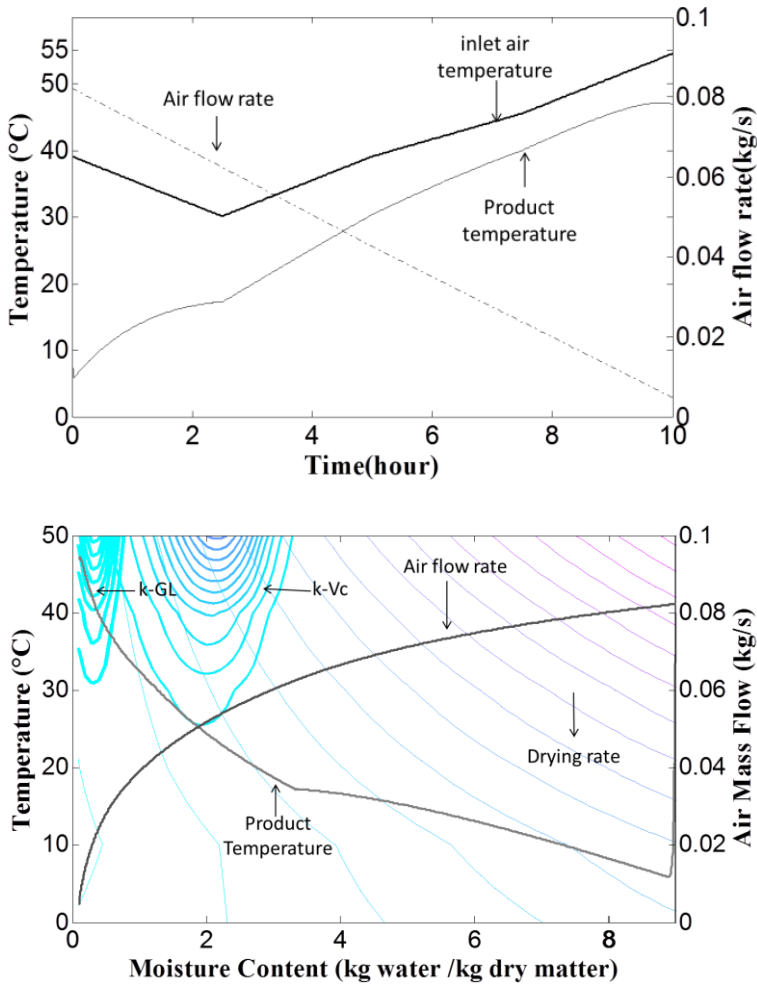 0.1
55
50
inlet air
temperature
Air flow rate
0.08
40
0.06
30
Product
temperature
0.04
20
0.02
10
0
0
0
2
4
6
8
10
Temperature (°C)
Air flow rate(kg/s)
Time(hour)
50
0.1
k-GL
k-Vc
Air flow rate
40
0.08
30
0.06
Drying rate
20
0.04
Product
Temperature
10
0.02
0
0
0
2
4
6
8
Temperature (°C)
Air Mass Flow (kg/s)
Moisture Content (kg water /kg dry matter)